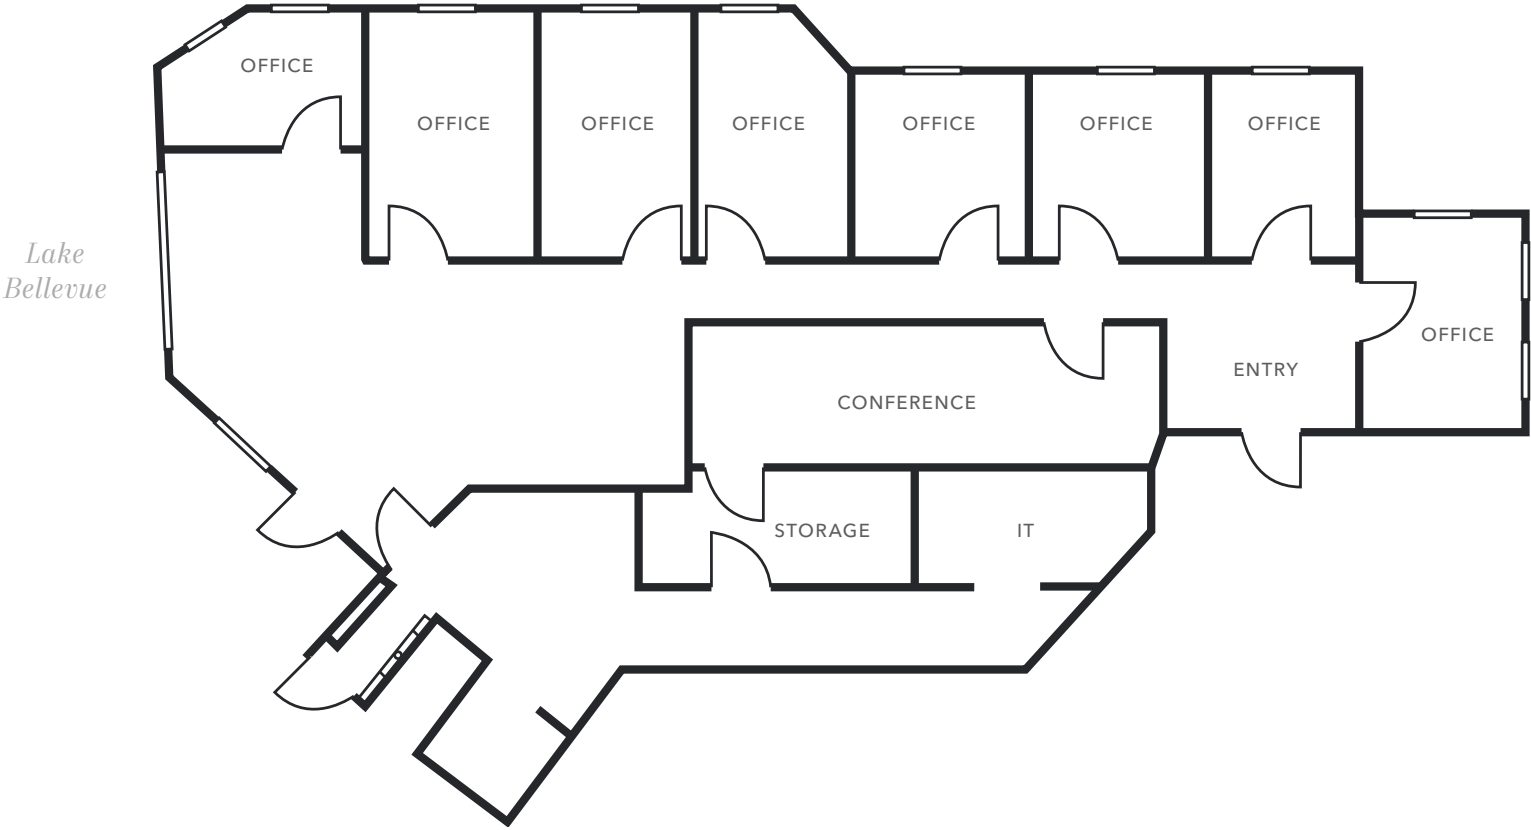 OFFICE
OFFICE
OFFICE
OFFICE
OFFICE
OFFICE
OFFICE
Lake
Bellevue
OFFICE
ENTRY
CONFERENCE
STORAGE
IT